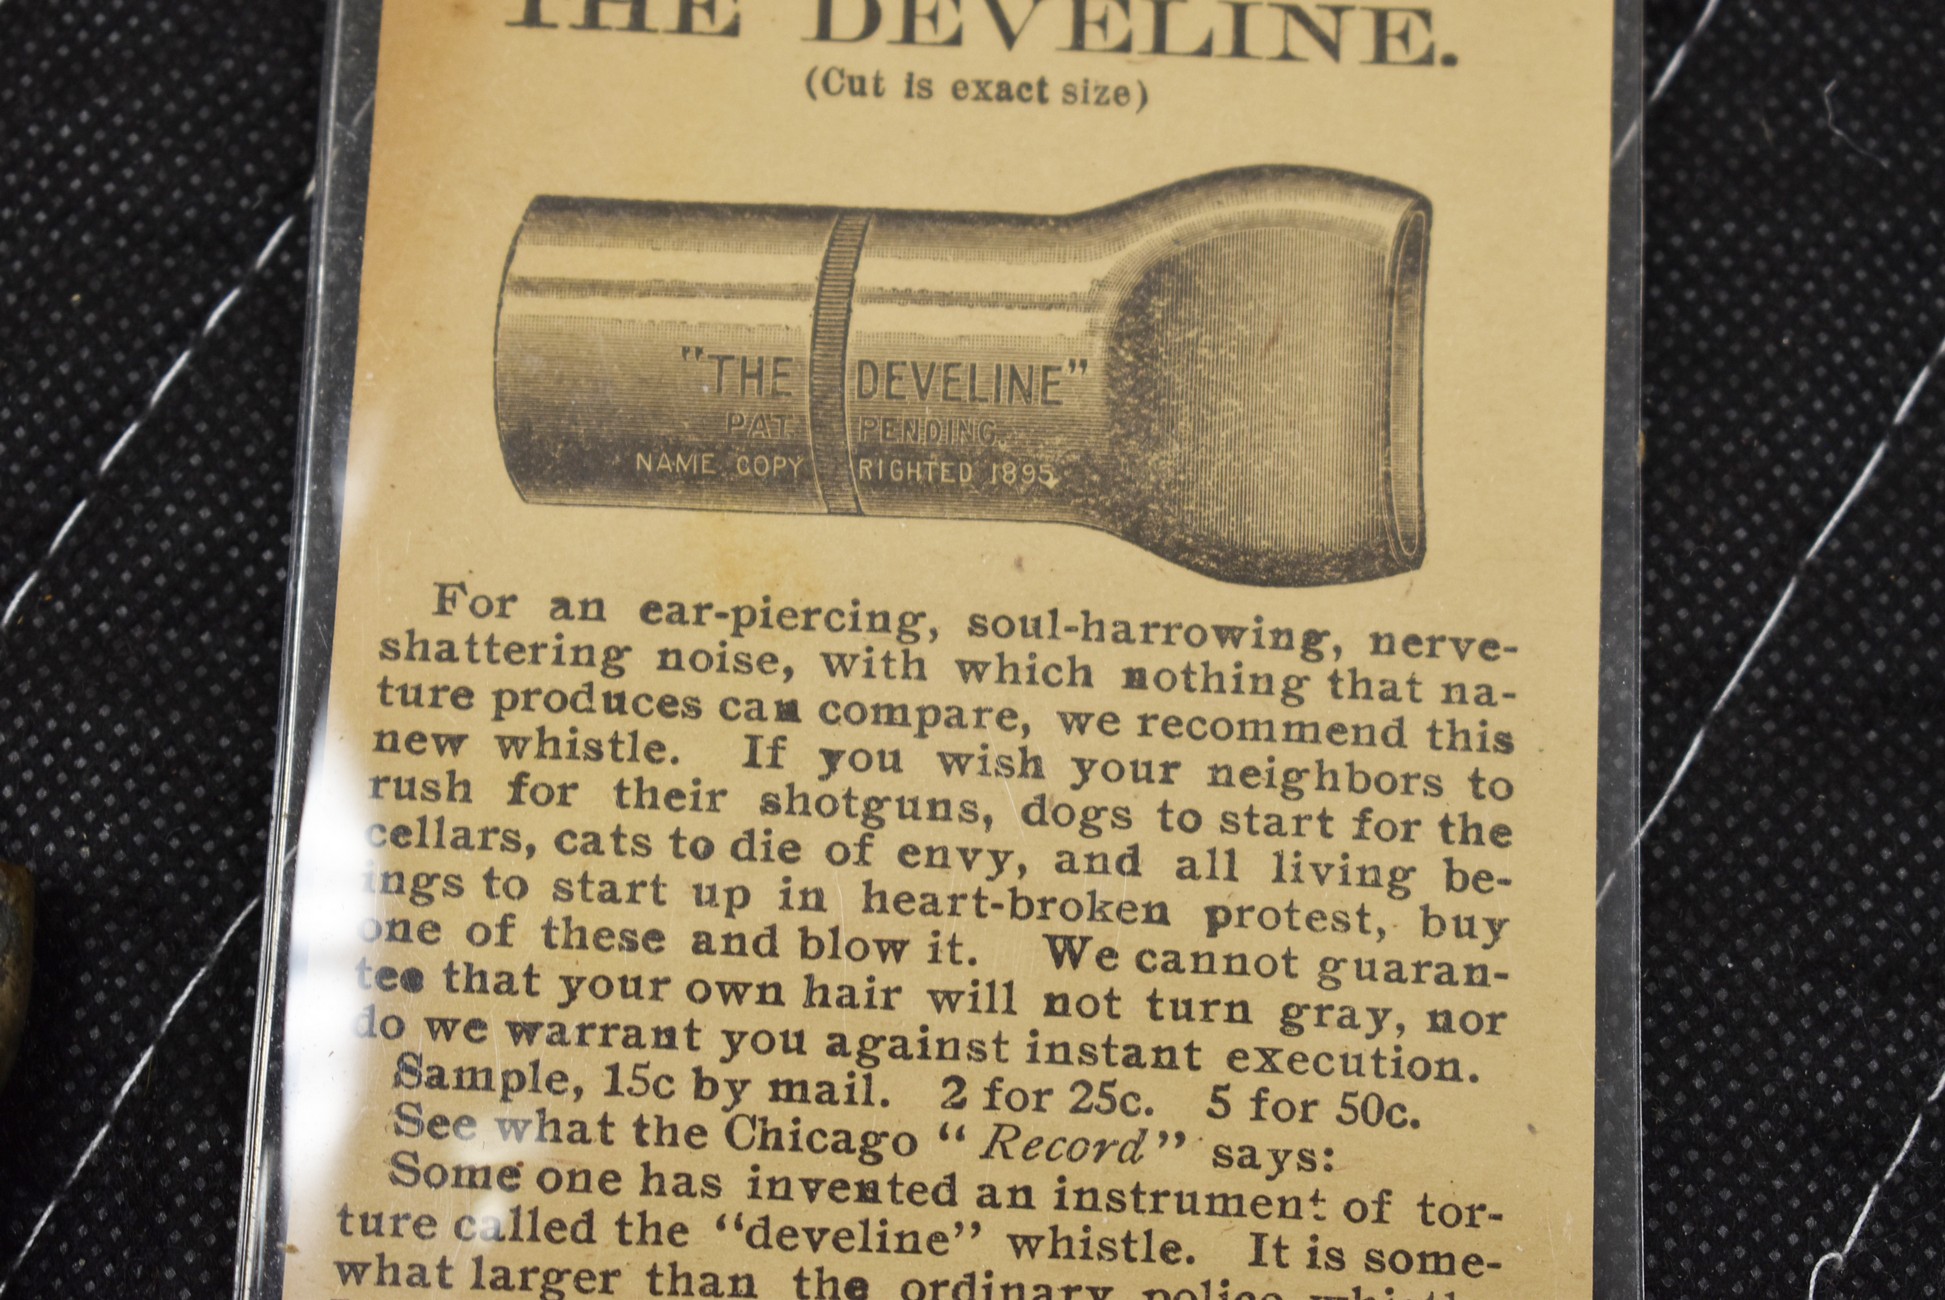 THE DEVELINE.
(Cut is exact size)
"THE DEVELINE"
PAT. PENDING.
NAME COPYRIGHTED 1895
For an ear-piercing, soul-harrowing, nerve-
shattering noise, with which nothing that na-
ture produces can compare, we recommend this
new whistle. If you wish your neighbors to
rush for their shotguns, dogs to start for the
cellars, cats to die of envy, and all living be-
ings to start up in heart-broken protest, buy
one of these and blow it. We cannot guaran-
tee that your own hair will not turn gray, nor
do we warrant you against instant execution.
Sample, 15c by mail. 2 for 25c. 5 for 50c.
See what the Chicago "Record" says:
Some one has invented an instrument of tor-
ture called the "develine" whistle. It is some-
what larger than the ordinary police